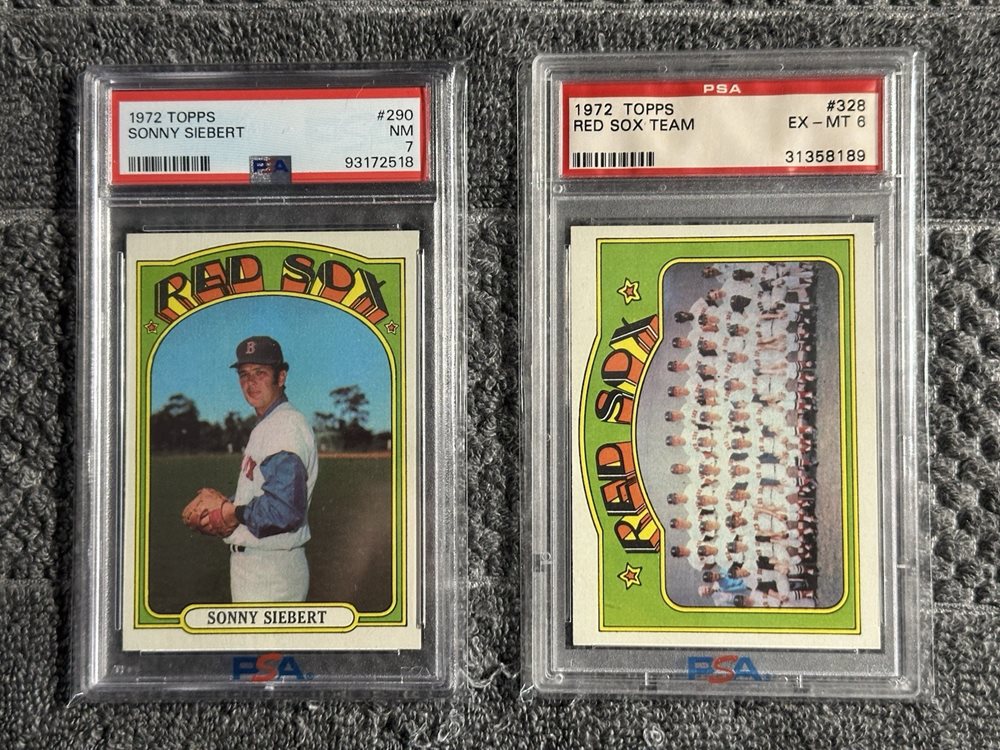 1972 TOPPS #290
SONNY SIEBERT NM
7
PSA 93172518
RED SOX
B
SONNY SIEBERT
PSA
PSA
1972 TOPPS #328
RED SOX TEAM EX-MT 6
31358189
RED SOX
PSA